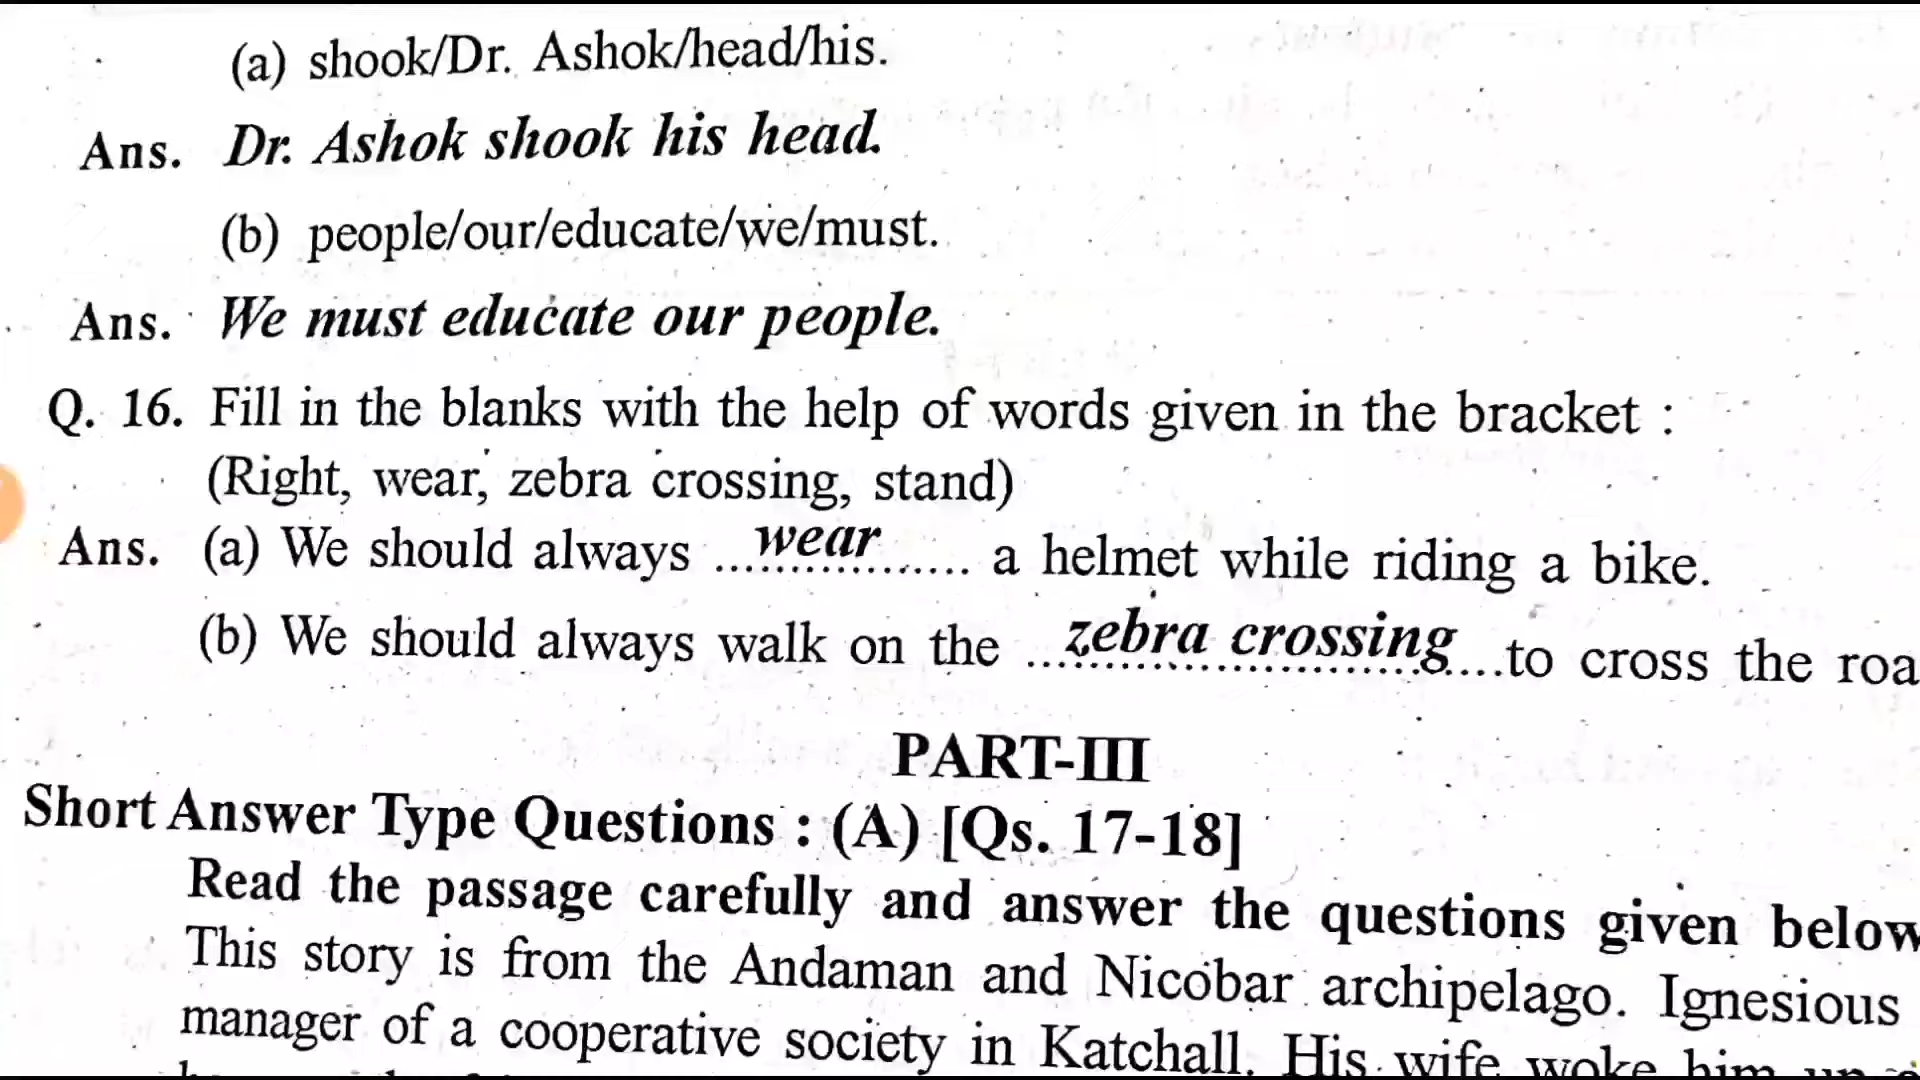 (a) shook/Dr. Ashok/head/his.
Ans. Dr. Ashok shook his head.
(b) people/our/educate/we/must.
Ans. We must educate our people.
Q. 16. Fill in the blanks with the help of words given in the bracket :
(Right, wear, zebra crossing, stand)
Ans. (a) We should always ...wear... a helmet while riding a bike.
(b) We should always walk on the ...zebra crossing...to cross the roa
PART-III
Short Answer Type Questions : (A) [Qs. 17-18]
Read the passage carefully and answer the questions given below
This story is from the Andaman and Nicobar archipelago. Ignesious
manager of a cooperative society in Katchall. His wife woke him up